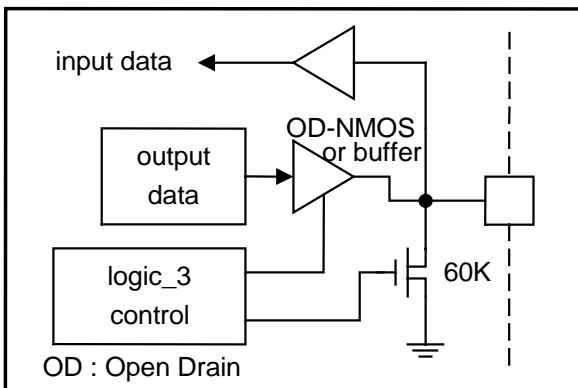 input data
OD-NMOS
or buffer
output
data
logic_3
control
60K
OD : Open Drain